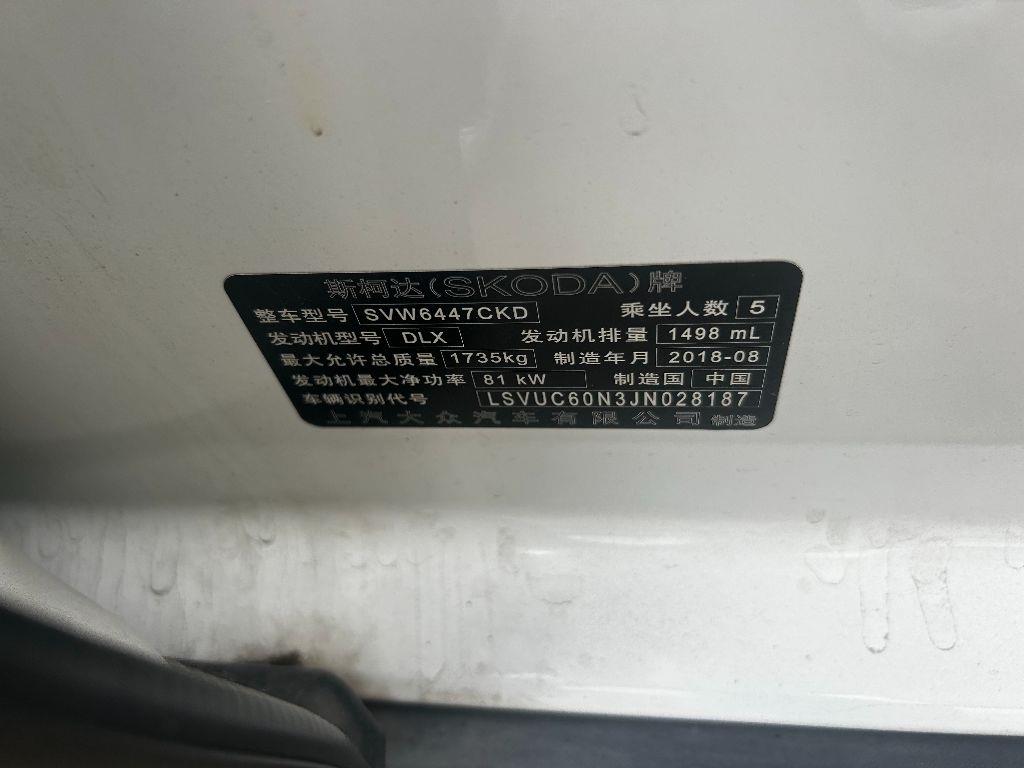 斯柯达(SKODA)牌
整车型号 SVW6447CKD 乘坐人数 5
发动机型号 DLX 发动机排量 1498 mL
最大允许总质量 1735kg 制造年月 2018-08
发动机最大净功率 81 kW 制造国 中国
车辆识别代号 LSVUC60N3JN028187
上汽大众汽车有限公司 制造